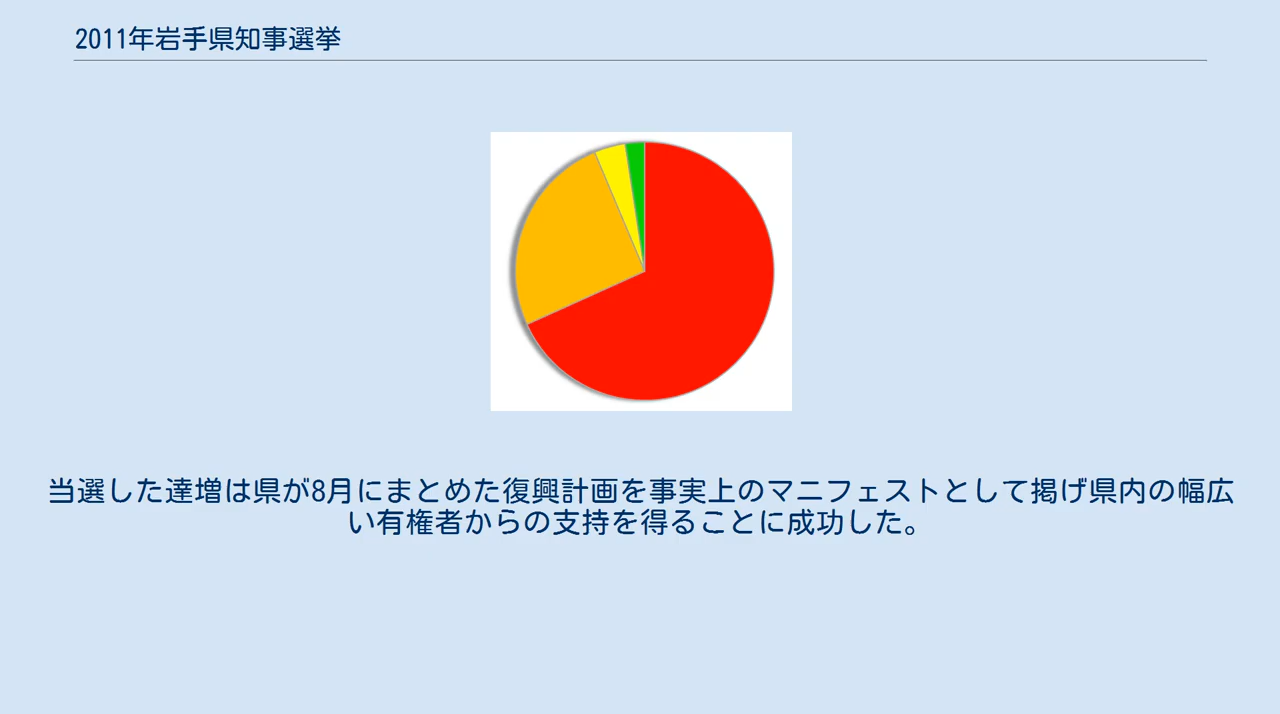 2011年岩手県知事選挙
当選した達増は県が8月にまとめた復興計画を事実上のマニフェストとして掲げ県内の幅広
い有権者からの支持を得ることに成功した。